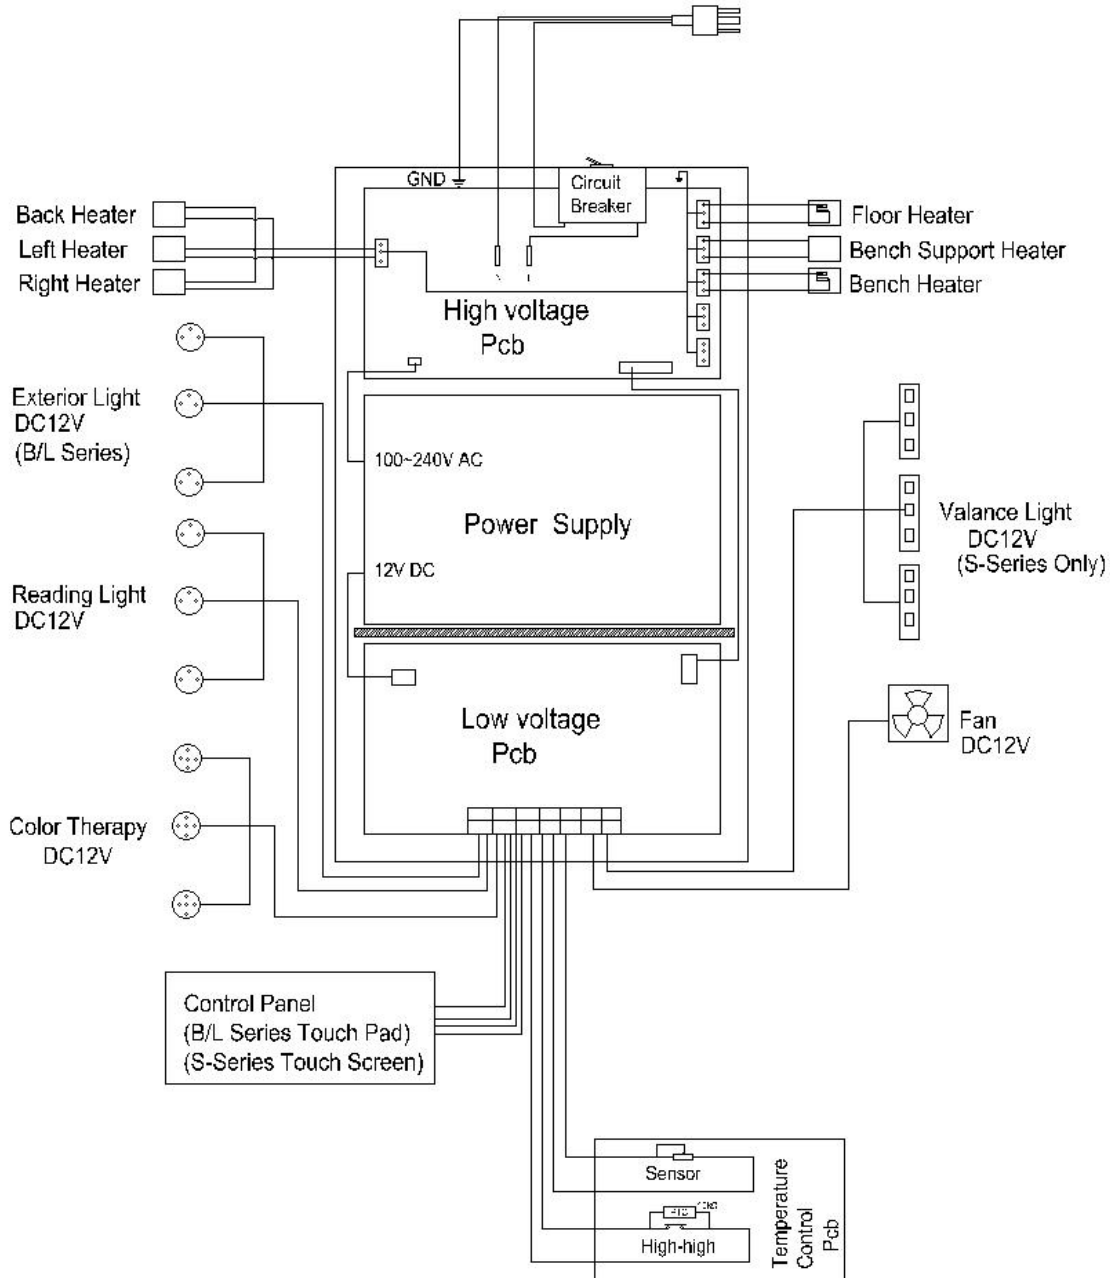 GND
Circuit
Breaker
Back Heater
Left Heater
Right Heater
Floor Heater
Bench Support Heater
Bench Heater
High voltage
Pcb
Exterior Light
DC12V
(B/L Series)
100~240V AC
Power Supply
12V DC
Valance Light
DC12V
(S-Series Only)
Reading Light
DC12V
Low voltage
Pcb
Fan
DC12V
Color Therapy
DC12V
Control Panel
(B/L Series Touch Pad)
(S-Series Touch Screen)
Sensor
High-high
Temperature
Control
Pcb